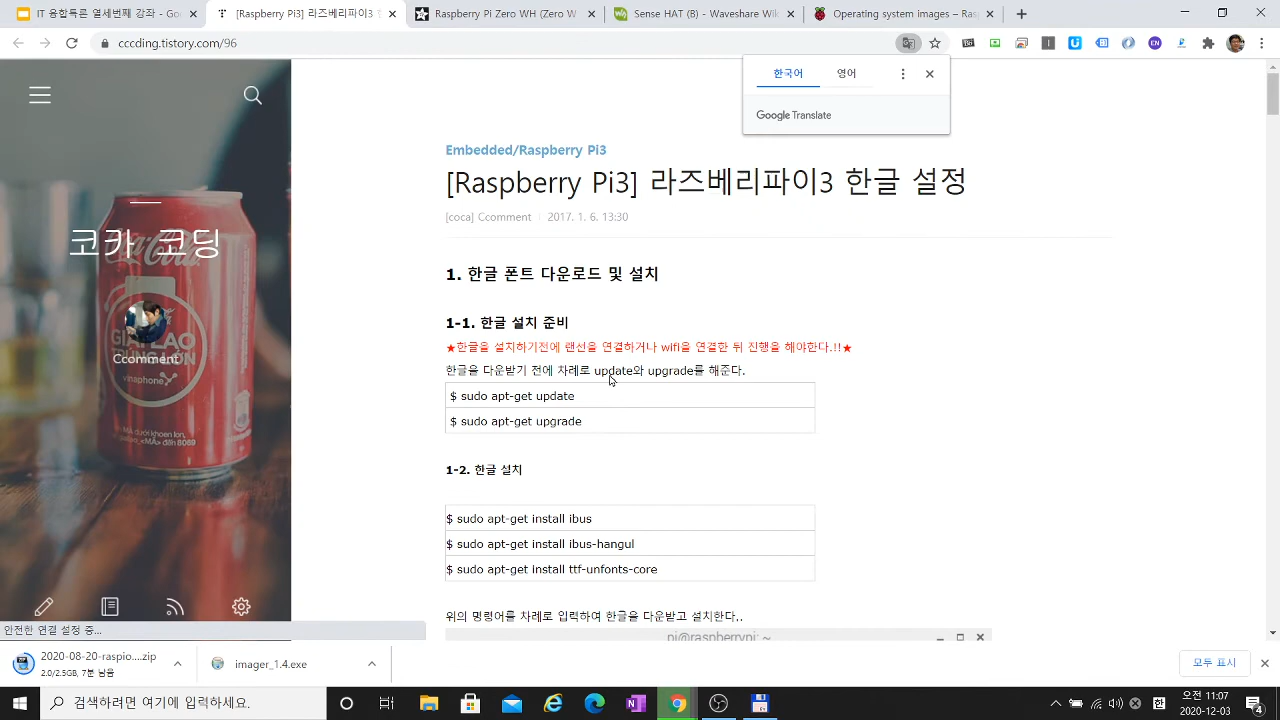 IT 융합특론 열세번째 강좌 - Go
[Raspberry Pi3] 라즈베리파이3 한
Raspberry Pi Zero WH (Zero W
Sense HAT (B) - Waveshare Wik
Operating system images – Ras
cccding.tistory.com/96
한국어
영어
Google Translate
Embedded/Raspberry Pi3
[Raspberry Pi3] 라즈베리파이3 한글 설정
[coca] Ccomment
2017. 1. 6. 13:30
코카 코딩
Ccomment
vinaphone
1. 한글 폰트 다운로드 및 설치
1-1. 한글 설치 준비
★한글을 설치하기전에 랜선을 연결하거나 wifi을 연결한 뒤 진행을 해야한다.!!★
한글을 다운받기 전에 차례로 update와 upgrade를 해준다.
$ sudo apt-get update
$ sudo apt-get upgrade
1-2. 한글 설치
$ sudo apt-get install ibus
$ sudo apt-get install ibus-hangul
$ sudo apt-get install ttf-unfonts-core
위의 명령어를 차례로 입력하여 한글을 다운받고 설치한다..
pi@raspberrypi: ~
안전한 연결 설정 중...
2020-08-20-raspio....zip
2.0/2.5GB, 7분 남음
imager_1.4.exe
모두 표시
검색하려면 여기에 입력하십시오.
한
오전 11:07
2020-12-03
4